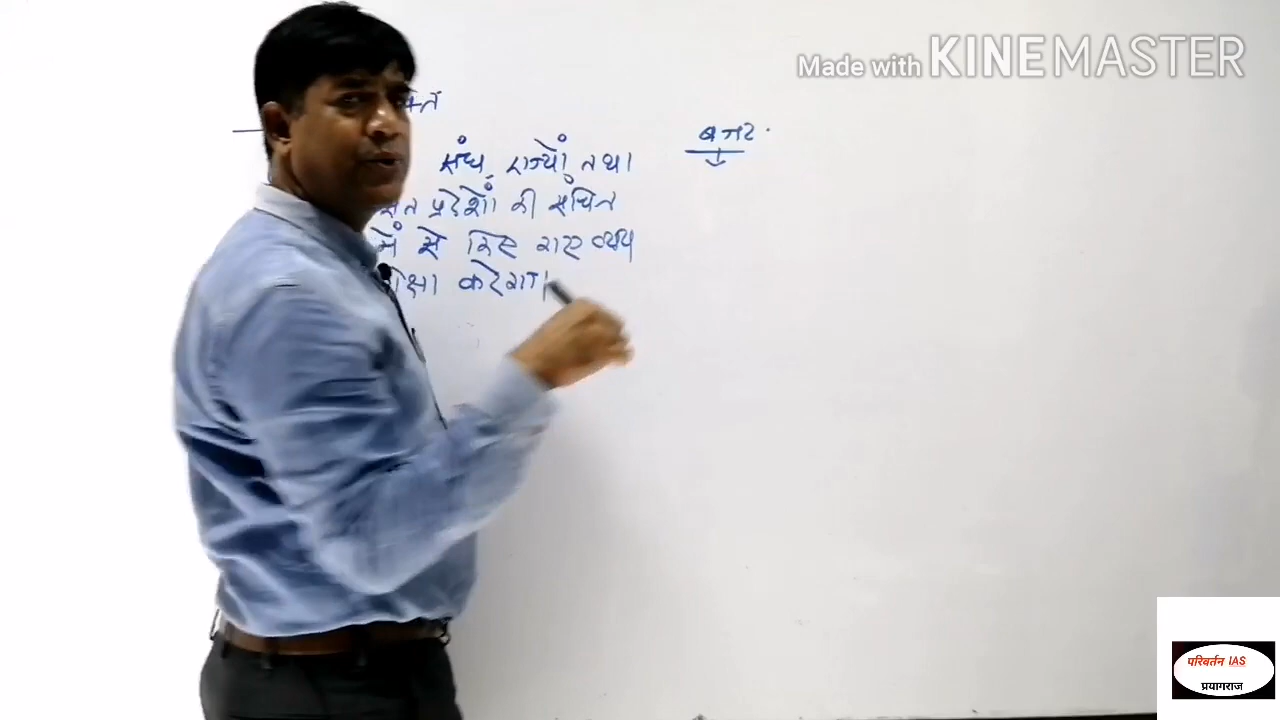 Made with KINEMASTER
बजट
संघ, राज्यों तथा
प्रदेशों की संचित
में से किए गए व्यय
करेगा।
परिवर्तन IAS
प्रयागराज